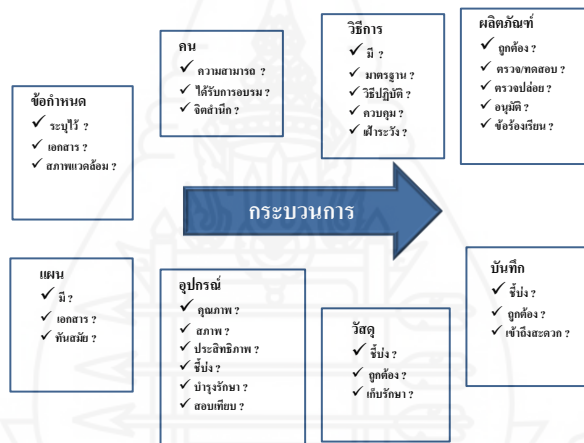 ข้อกำหนด
✓ ระบุไว้ ?
✓ เอกสาร ?
✓ สภาพแวดล้อม ?
คน
✓ ความสามารถ ?
✓ ได้รับการอบรม ?
✓ จิตสำนึก ?
วิธีการ
✓ มี ?
✓ มาตรฐาน ?
✓ วิธีปฏิบัติ ?
✓ ควบคุม ?
✓ เฝ้าระวัง ?
ผลิตภัณฑ์
✓ ถูกต้อง ?
✓ ตรวจ/ทดสอบ ?
✓ ตรวจปล่อย ?
✓ อนุมัติ ?
✓ ข้อร้องเรียน ?
กระบวนการ
แผน
✓ มี ?
✓ เอกสาร ?
✓ ทันสมัย ?
อุปกรณ์
✓ คุณภาพ ?
✓ สภาพ ?
✓ ประสิทธิภาพ ?
✓ ชี้บ่ง ?
✓ บำรุงรักษา ?
✓ สอบเทียบ ?
วัสดุ
✓ ชี้บ่ง ?
✓ ถูกต้อง ?
✓ เก็บรักษา ?
บันทึก
✓ ชี้บ่ง ?
✓ ถูกต้อง ?
✓ เข้าถึงสะดวก ?